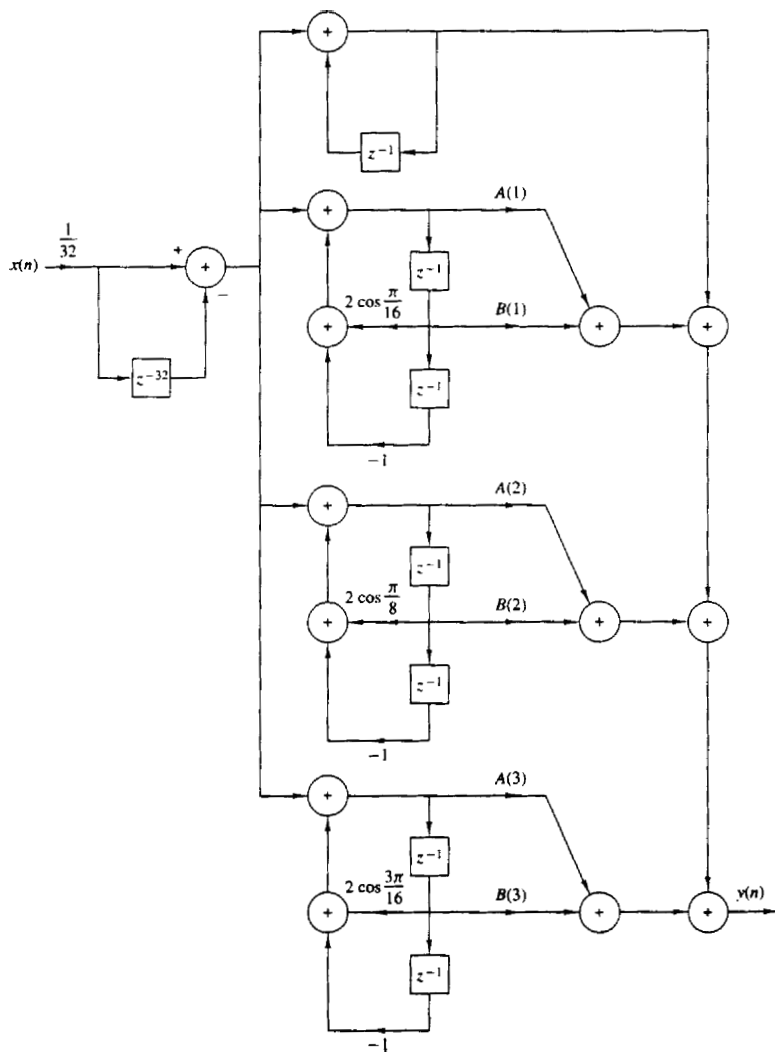 +
z⁻¹
A(1)
+
1/32
x(n)
+
+
−
z⁻¹
2 cos π/16
B(1)
+
+
+
z⁻³²
z⁻¹
−1
A(2)
+
z⁻¹
2 cos π/8
B(2)
+
+
+
z⁻¹
−1
A(3)
+
z⁻¹
2 cos 3π/16
B(3)
y(n)
+
+
+
z⁻¹
−1